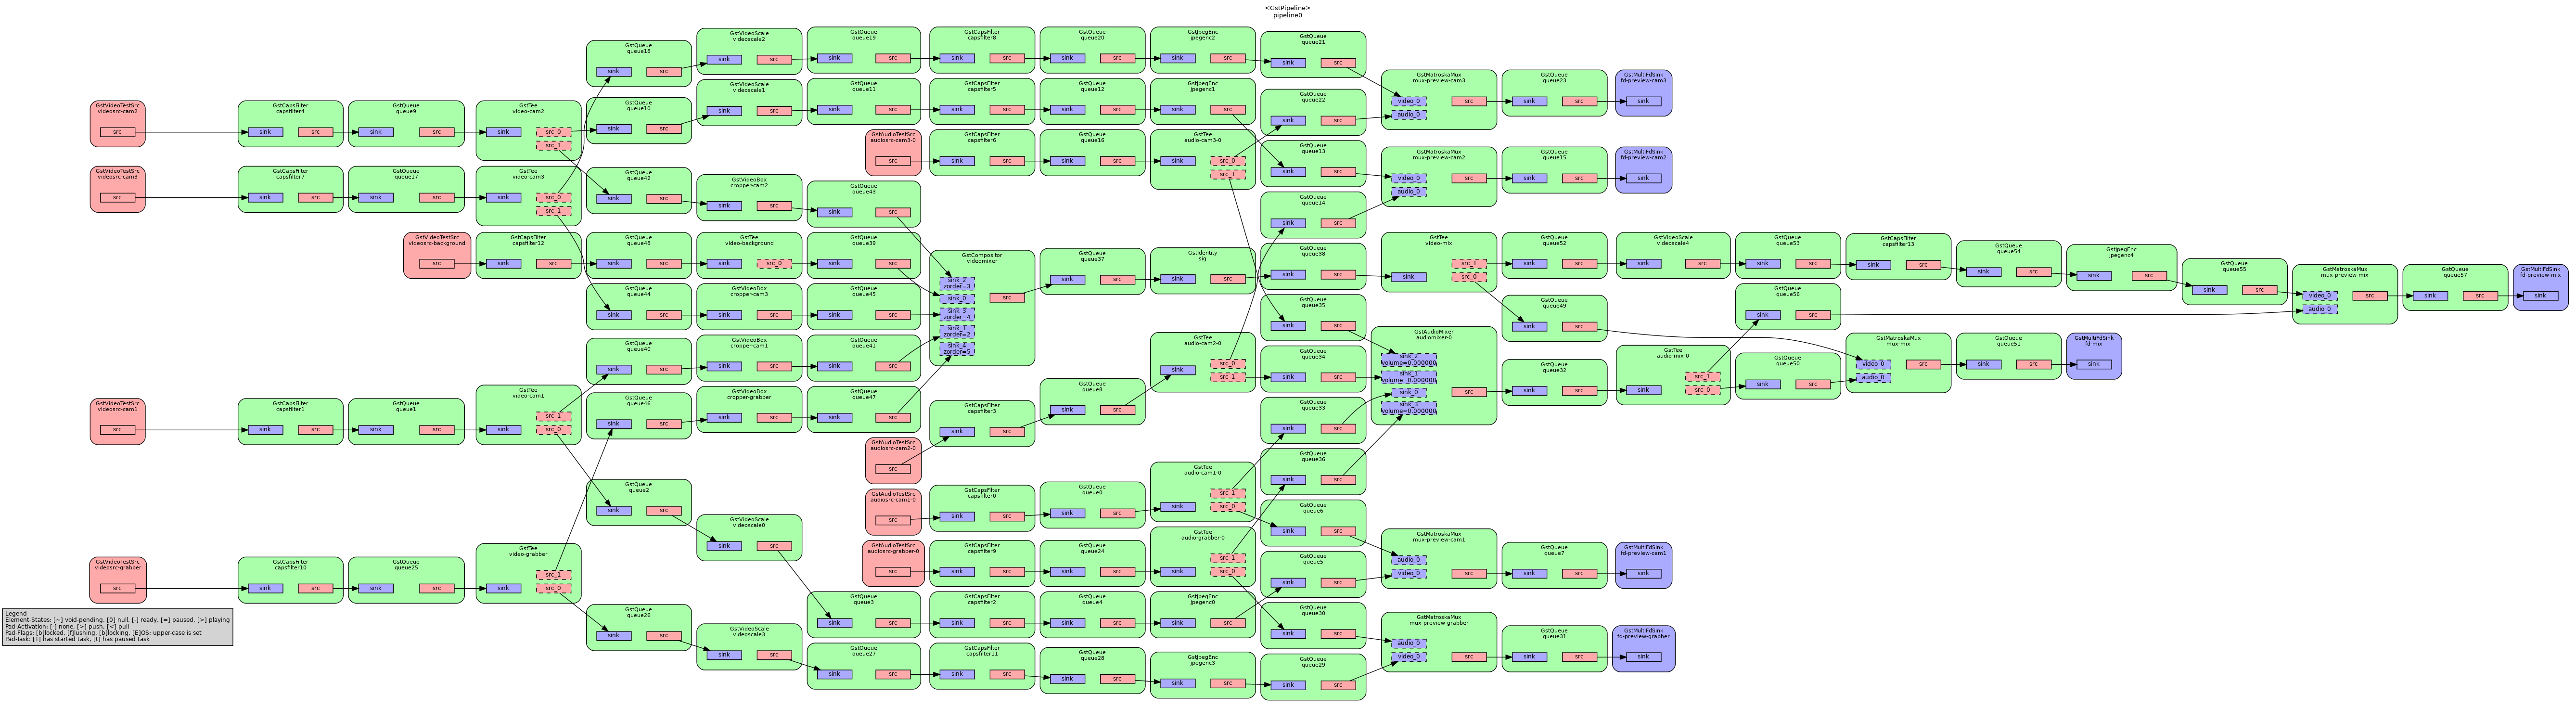 <GstPipeline>
pipeline0
GstVideoTestSrc
videosrc-cam2
src
GstCapsFilter
capsfilter4
sink
src
GstQueue
queue9
sink
src
GstTee
video-cam2
sink
src_0
src_1
GstVideoTestSrc
videosrc-cam3
src
GstCapsFilter
capsfilter7
sink
src
GstQueue
queue17
sink
src
GstTee
video-cam3
sink
src_0
src_1
GstVideoTestSrc
videosrc-background
src
GstCapsFilter
capsfilter12
sink
src
GstVideoTestSrc
videosrc-cam1
src
GstCapsFilter
capsfilter1
sink
src
GstQueue
queue1
sink
src
GstTee
video-cam1
sink
src_1
src_0
GstVideoTestSrc
videosrc-grabber
src
GstCapsFilter
capsfilter10
sink
src
GstQueue
queue25
sink
src
GstTee
video-grabber
sink
src_1
src_0
Legend
Element-States: [~] void-pending, [0] null, [-] ready, [=] paused, [>] playing
Pad-Activation: [-] none, [>] push, [<] pull
Pad-Flags: [b]locked, [f]lushing, [b]locking, [E]OS; upper-case is set
Pad-Task: [T] has started task, [t] has paused task
GstQueue
queue18
sink
src
GstQueue
queue10
sink
src
GstQueue
queue42
sink
src
GstQueue
queue48
sink
src
GstQueue
queue44
sink
src
GstQueue
queue40
sink
src
GstQueue
queue46
sink
src
GstQueue
queue2
sink
src
GstQueue
queue26
sink
src
GstVideoScale
videoscale2
sink
src
GstVideoScale
videoscale1
sink
src
GstVideoBox
cropper-cam2
sink
src
GstTee
video-background
sink
src_0
GstVideoBox
cropper-cam3
sink
src
GstVideoBox
cropper-cam1
sink
src
GstVideoBox
cropper-grabber
sink
src
GstVideoScale
videoscale0
sink
src
GstVideoScale
videoscale3
sink
src
GstQueue
queue19
sink
src
GstQueue
queue11
sink
src
GstAudioTestSrc
audiosrc-cam3-0
src
GstQueue
queue43
sink
src
GstQueue
queue39
sink
src
GstQueue
queue45
sink
src
GstQueue
queue41
sink
src
GstQueue
queue47
sink
src
GstAudioTestSrc
audiosrc-cam2-0
src
GstAudioTestSrc
audiosrc-cam1-0
src
GstAudioTestSrc
audiosrc-grabber-0
src
GstQueue
queue3
sink
src
GstQueue
queue27
sink
src
GstCapsFilter
capsfilter8
sink
src
GstCapsFilter
capsfilter5
sink
src
GstCapsFilter
capsfilter6
sink
src
GstCompositor
videomixer
sink_2
zorder=3
sink_0
sink_3
zorder=4
sink_1
zorder=2
sink_4
zorder=5
src
GstCapsFilter
capsfilter3
sink
src
GstCapsFilter
capsfilter0
sink
src
GstCapsFilter
capsfilter9
sink
src
GstCapsFilter
capsfilter2
sink
src
GstCapsFilter
capsfilter11
sink
src
GstQueue
queue20
sink
src
GstQueue
queue12
sink
src
GstQueue
queue16
sink
src
GstQueue
queue37
sink
src
GstQueue
queue8
sink
src
GstQueue
queue0
sink
src
GstQueue
queue24
sink
src
GstQueue
queue4
sink
src
GstQueue
queue28
sink
src
GstJpegEnc
jpegenc2
sink
src
GstJpegEnc
jpegenc1
sink
src
GstTee
audio-cam3-0
sink
src_0
src_1
GstIdentity
sig
sink
src
GstTee
audio-cam2-0
sink
src_0
src_1
GstTee
audio-cam1-0
sink
src_1
src_0
GstTee
audio-grabber-0
sink
src_1
src_0
GstJpegEnc
jpegenc0
sink
src
GstJpegEnc
jpegenc3
sink
src
GstQueue
queue21
sink
src
GstQueue
queue22
sink
src
GstQueue
queue13
sink
src
GstQueue
queue14
sink
src
GstQueue
queue38
sink
src
GstQueue
queue35
sink
src
GstQueue
queue34
sink
src
GstQueue
queue33
sink
src
GstQueue
queue36
sink
src
GstQueue
queue6
sink
src
GstQueue
queue5
sink
src
GstQueue
queue30
sink
src
GstQueue
queue29
sink
src
GstMatroskaMux
mux-preview-cam3
video_0
audio_0
src
GstMatroskaMux
mux-preview-cam2
video_0
audio_0
src
GstTee
video-mix
sink
src_1
src_0
GstAudioMixer
audiomixer-0
sink_2
volume=0.000000
sink_1
volume=0.000000
sink_0
sink_3
volume=0.000000
src
GstMatroskaMux
mux-preview-cam1
audio_0
video_0
src
GstMatroskaMux
mux-preview-grabber
audio_0
video_0
src
GstQueue
queue23
sink
src
GstQueue
queue15
sink
src
GstQueue
queue52
sink
src
GstQueue
queue49
sink
src
GstQueue
queue32
sink
src
GstQueue
queue7
sink
src
GstQueue
queue31
sink
src
GstMultiFdSink
fd-preview-cam3
sink
GstMultiFdSink
fd-preview-cam2
sink
GstVideoScale
videoscale4
sink
src
GstTee
audio-mix-0
sink
src_1
src_0
GstMultiFdSink
fd-preview-cam1
sink
GstMultiFdSink
fd-preview-grabber
sink
GstQueue
queue53
sink
src
GstQueue
queue56
sink
src
GstQueue
queue50
sink
src
GstCapsFilter
capsfilter13
sink
src
GstMatroskaMux
mux-mix
video_0
audio_0
src
GstQueue
queue54
sink
src
GstQueue
queue51
sink
src
GstJpegEnc
jpegenc4
sink
src
GstMultiFdSink
fd-mix
sink
GstQueue
queue55
sink
src
GstMatroskaMux
mux-preview-mix
video_0
audio_0
src
GstQueue
queue57
sink
src
GstMultiFdSink
fd-preview-mix
sink